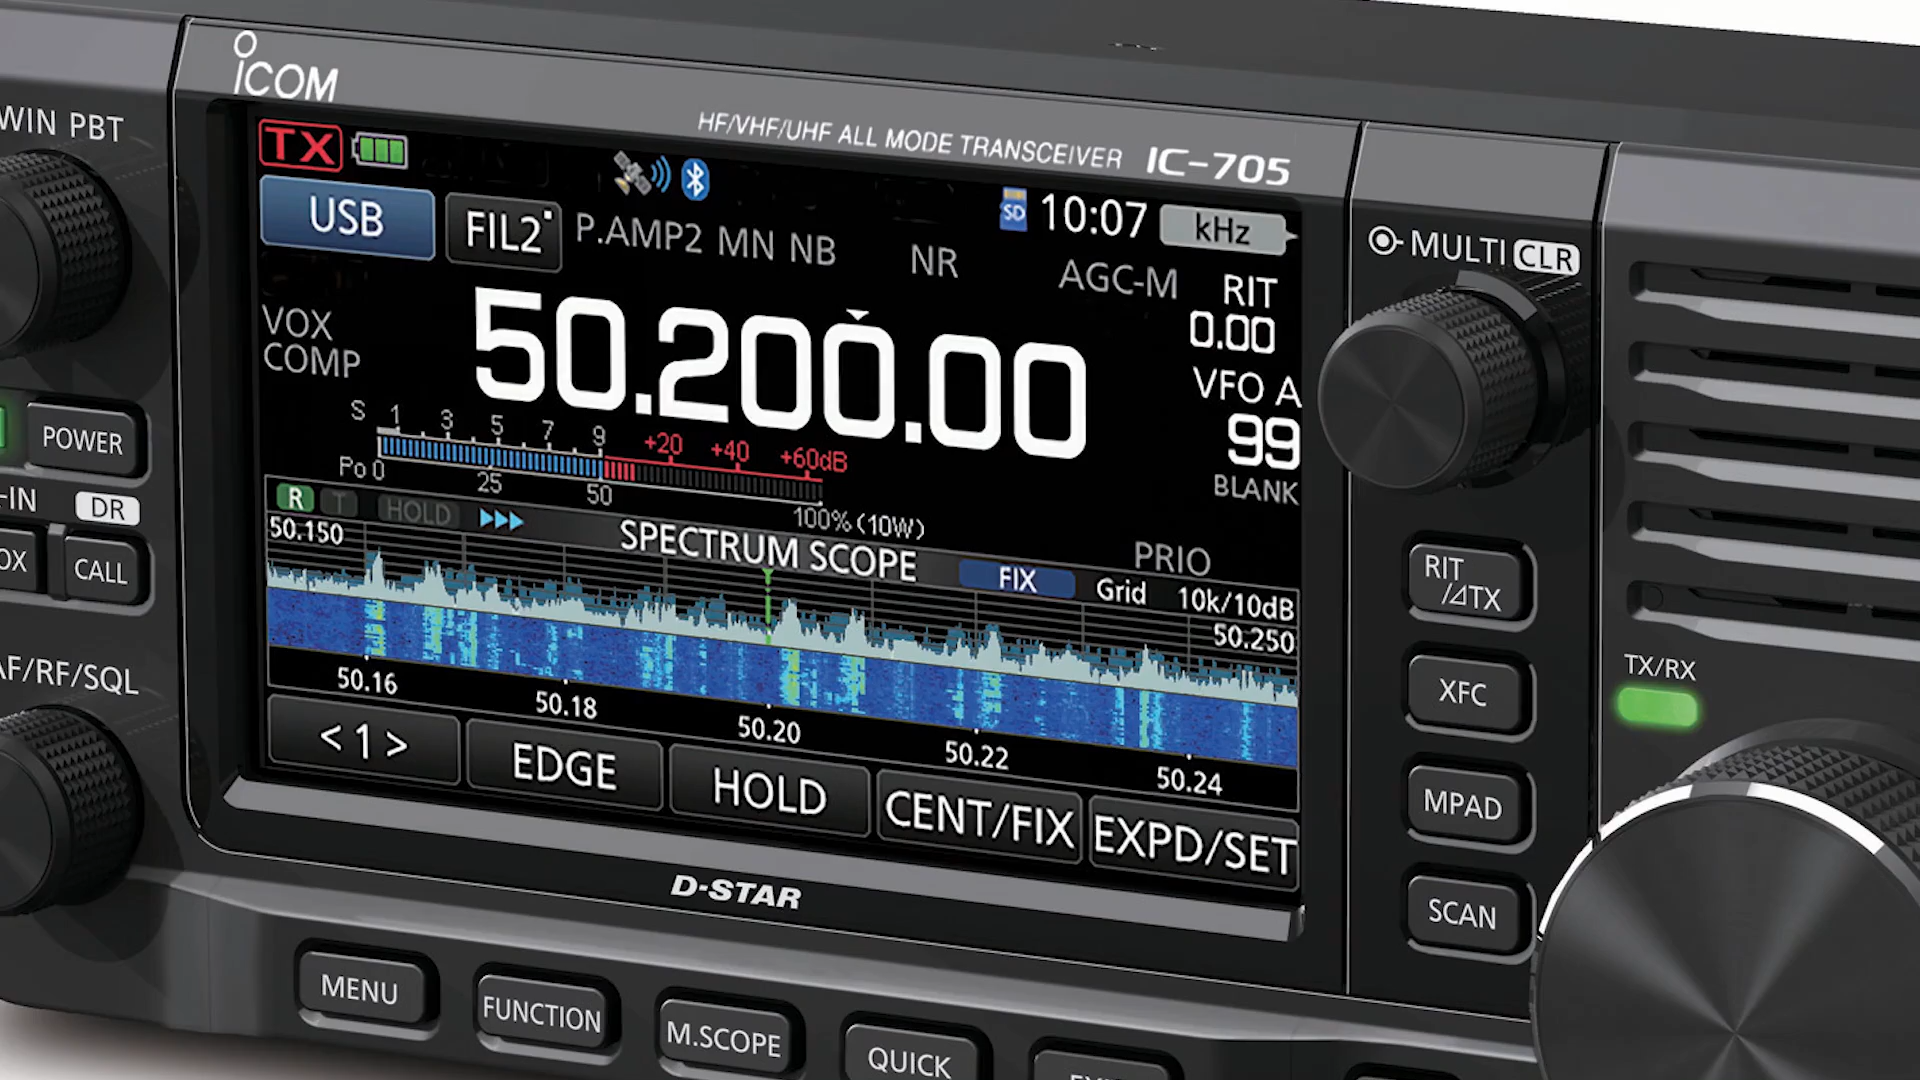 ICOM
HF/VHF/UHF ALL MODE TRANSCEIVER IC-705
WIN PBT
TX
SD 10:07 kHz
USB FIL2 P.AMP2 MN NB NR AGC-M
MULTI CLR
RIT
0.00
VOX
COMP
50.200.00
VFO A
99
BLANK
S 1 3 5 7 9 +20 +40 +60dB
Po 0 25 50 100% (10W)
POWER
-IN DR
OX CALL
R T HOLD SPECTRUM SCOPE PRIO
50.150 FIX Grid 10k/10dB
50.250
50.16 50.18 50.20 50.22 50.24
<1> EDGE HOLD CENT/FIX EXPD/SET
AF/RF/SQL
RIT
/⊿TX
XFC
MPAD
SCAN
TX/RX
D-STAR
MENU FUNCTION M.SCOPE QUICK